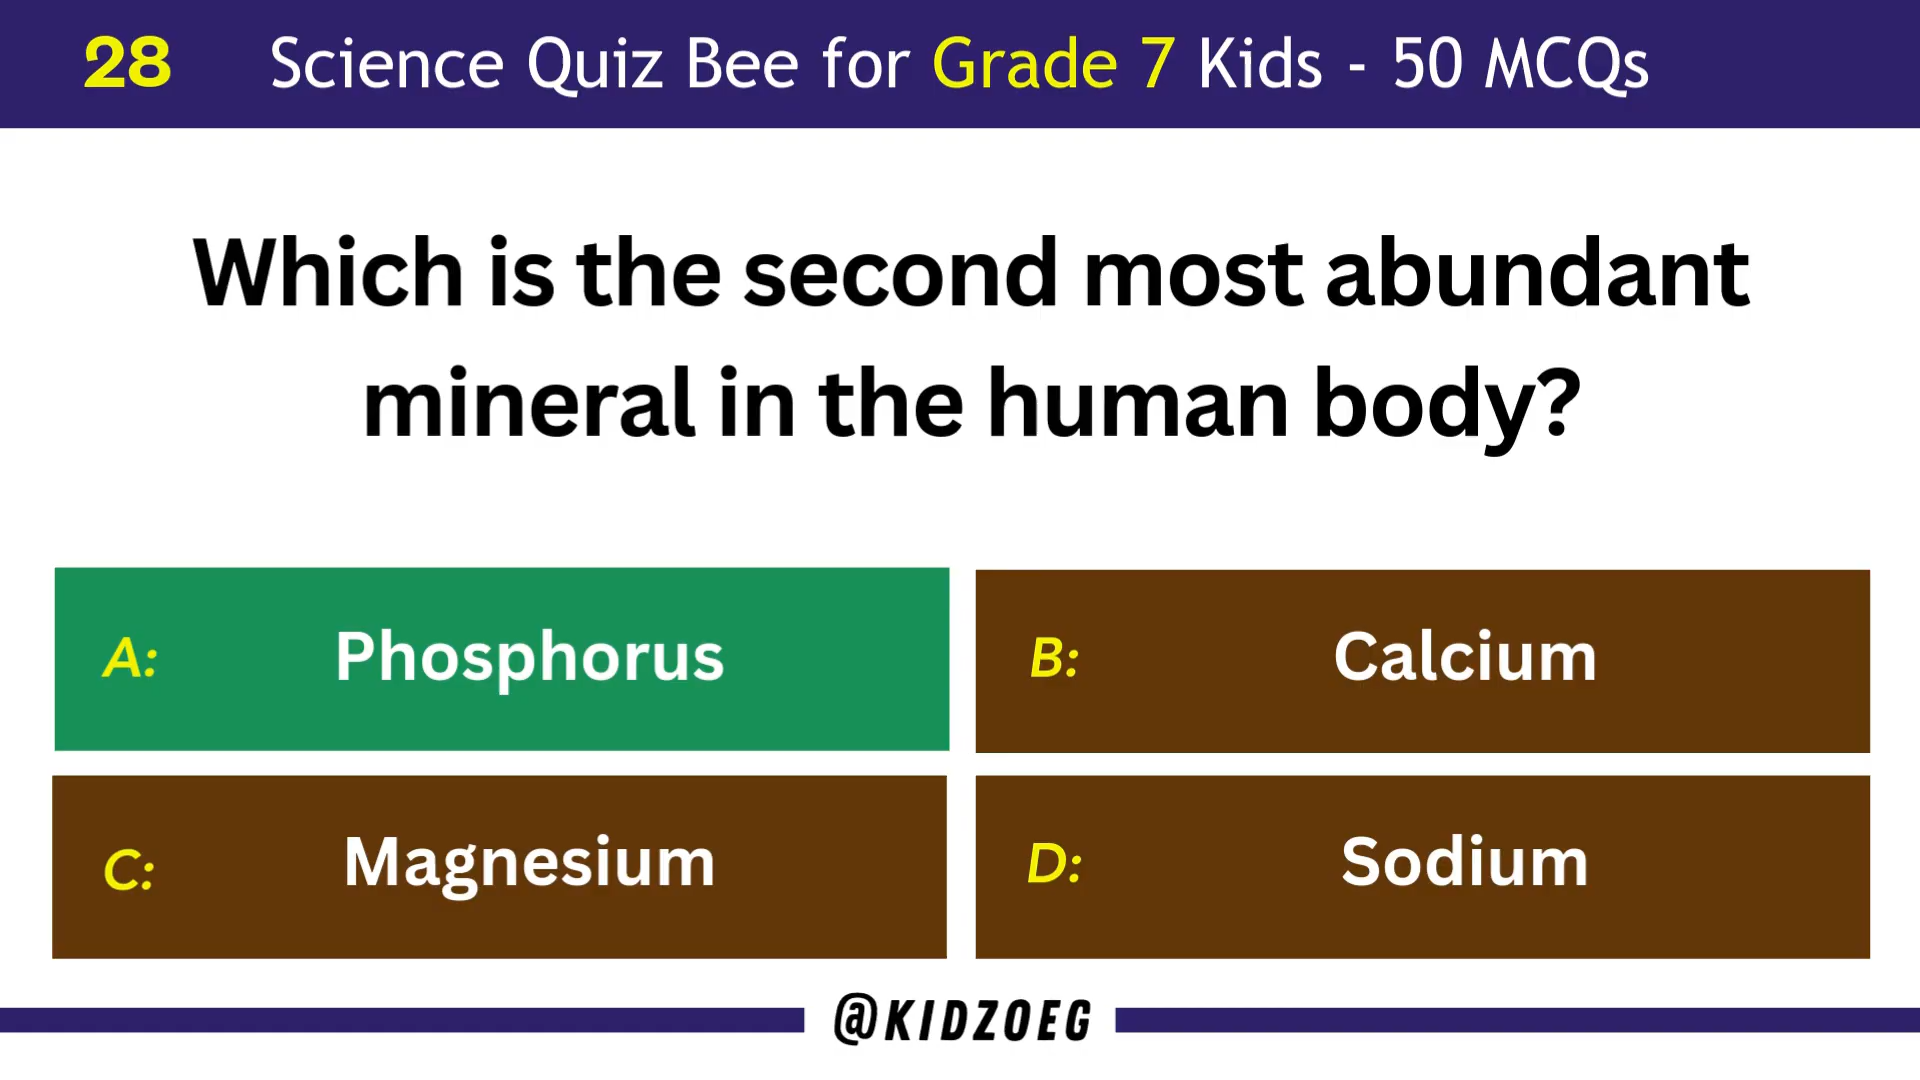 28 Science Quiz Bee for Grade 7 Kids - 50 MCQs
Which is the second most abundant
mineral in the human body?
A: Phosphorus
B: Calcium
C: Magnesium
D: Sodium
@KIDZOEG